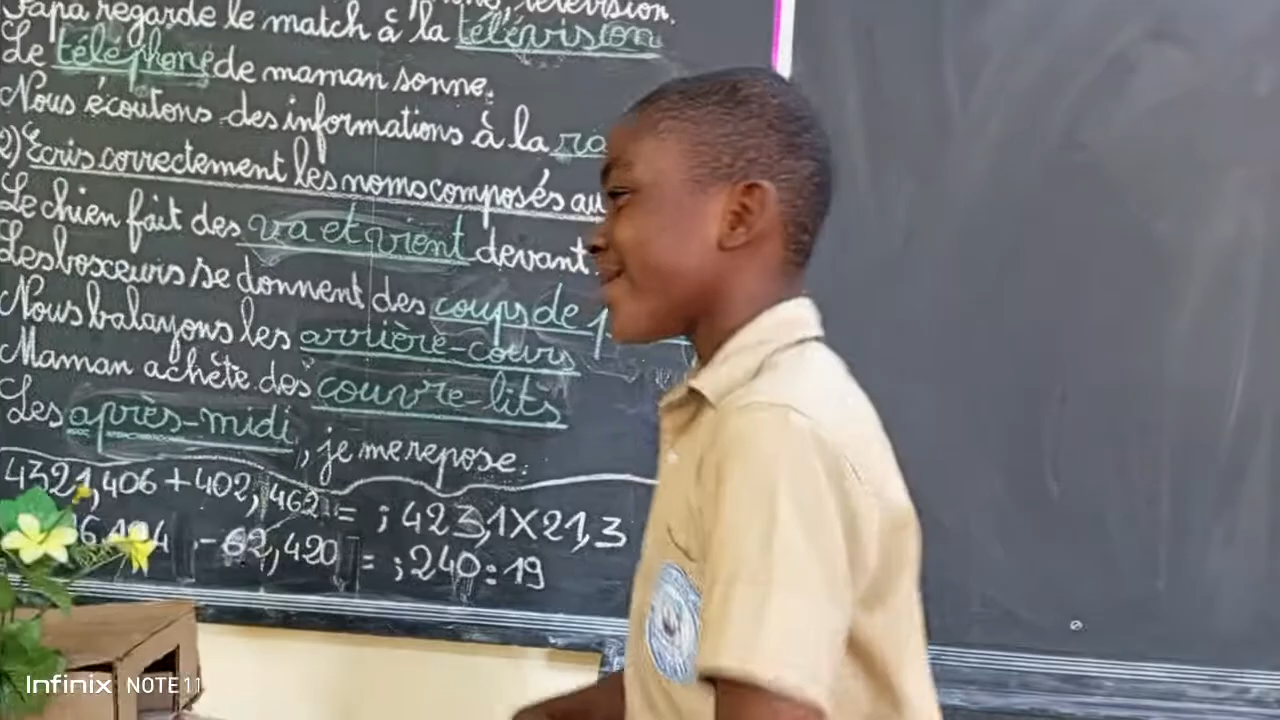 télévision.
Papa regarde le match à la télévision
Le téléphone de maman sonne.
Nous écoutons des informations à la ra
2) Ecris correctement les noms composés au
Le chien fait des va et vient devant
Les boxeurs se donnent des coups de p
Nous balayons les arrière-cours
Maman achète des couvre-lits
Les après-midi, je me repose.
4321,406 + 402,462 = ; 423,1 X 21,3
- 62,420 = ; 240 : 19
Infinix NOTE 11